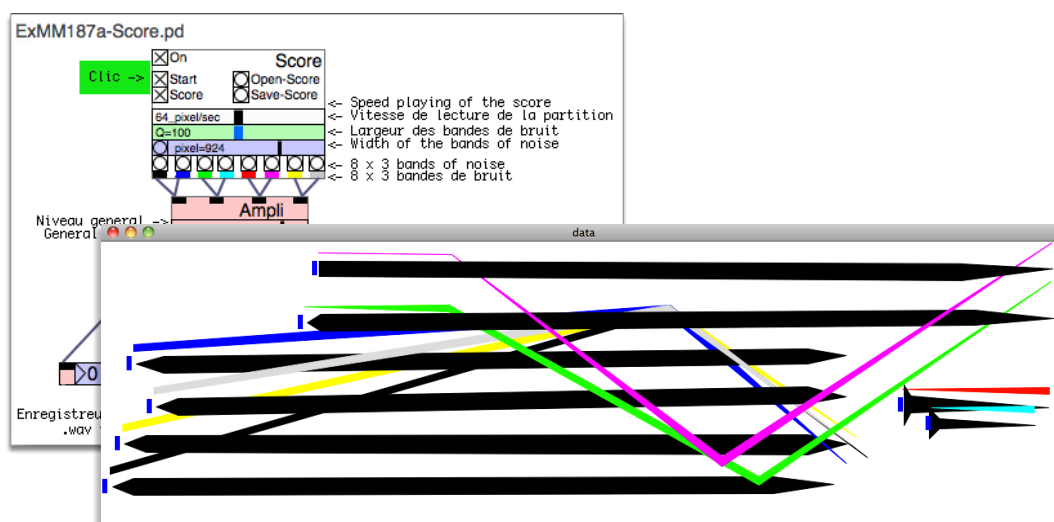 ExMM187a-Score.pd
On
Score
Clic ->
Start
Open-Score
Score
Save-Score
<- Speed playing of the score
64_pixel/sec
<- Vitesse de lecture de la partition
Q=100
<- Largeur des bandes de bruit
pixel=924
<- Width of the bands of noise
<- 8 x 3 bands of noise
<- 8 x 3 bandes de bruit
Ampli
Niveau general ->
General
data
>0
Enregistreu
.wav